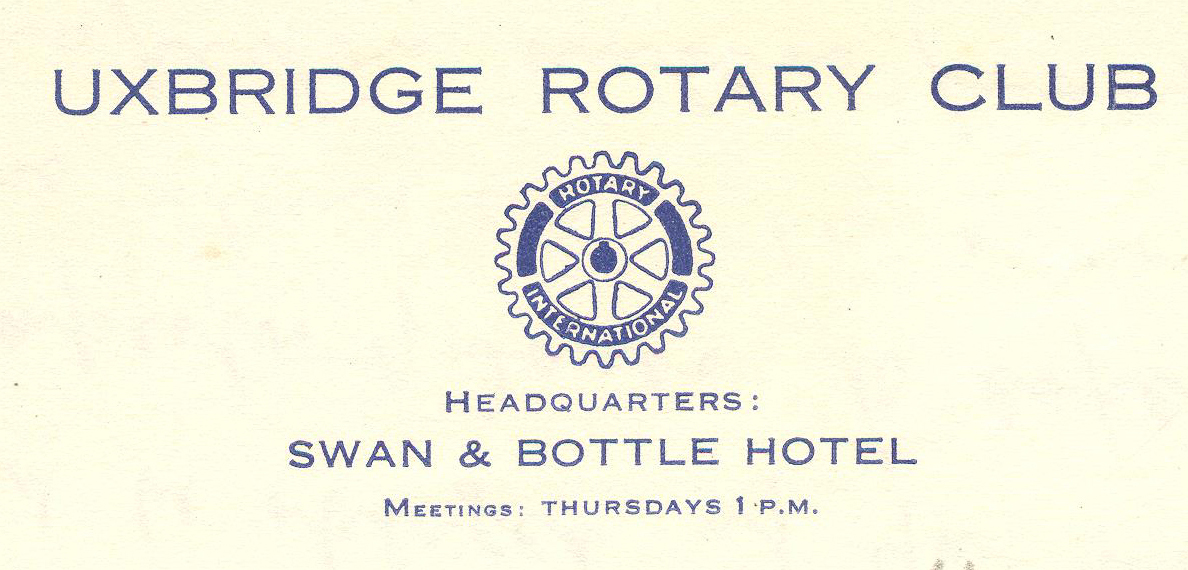 UXBRIDGE ROTARY CLUB
ROTARY
INTERNATIONAL
HEADQUARTERS:
SWAN & BOTTLE HOTEL
MEETINGS: THURSDAYS 1 P.M.